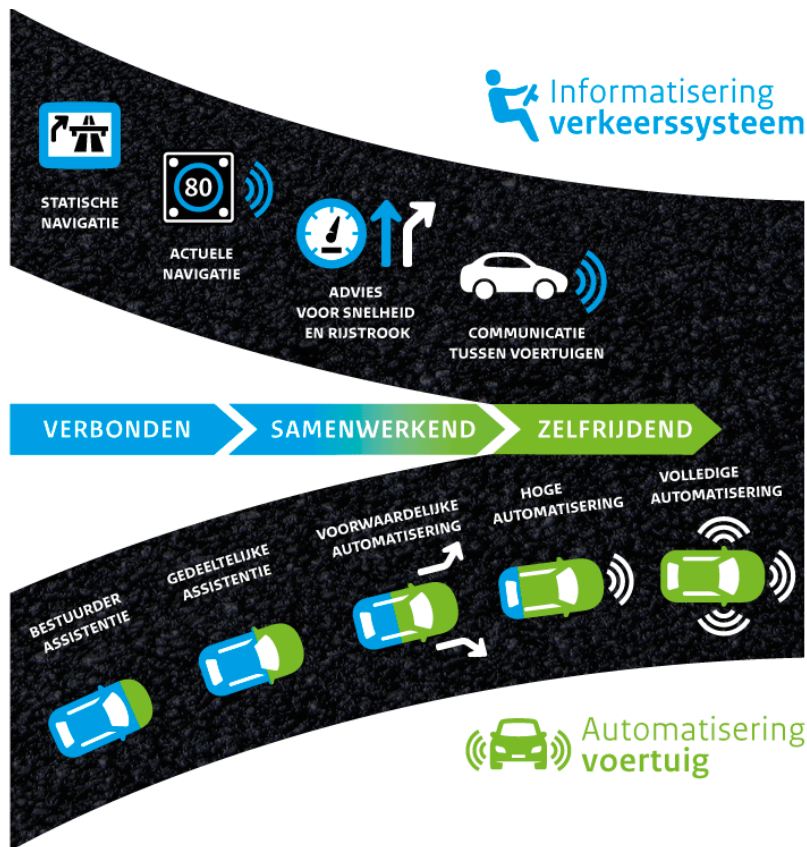 Informatisering
verkeerssysteem
STATISCHE
NAVIGATIE
80
ACTUELE
NAVIGATIE
ADVIES
VOOR SNELHEID
EN RIJSTROOK
COMMUNICATIE
TUSSEN VOERTUIGEN
VERBONDEN
SAMENWERKEND
ZELFRIJDEND
BESTUURDER
ASSISTENTIE
GEDEELTELIJKE
ASSISTENTIE
VOORWAARDELIJKE
AUTOMATISERING
HOGE
AUTOMATISERING
VOLLEDIGE
AUTOMATISERING
Automatisering
voertuig